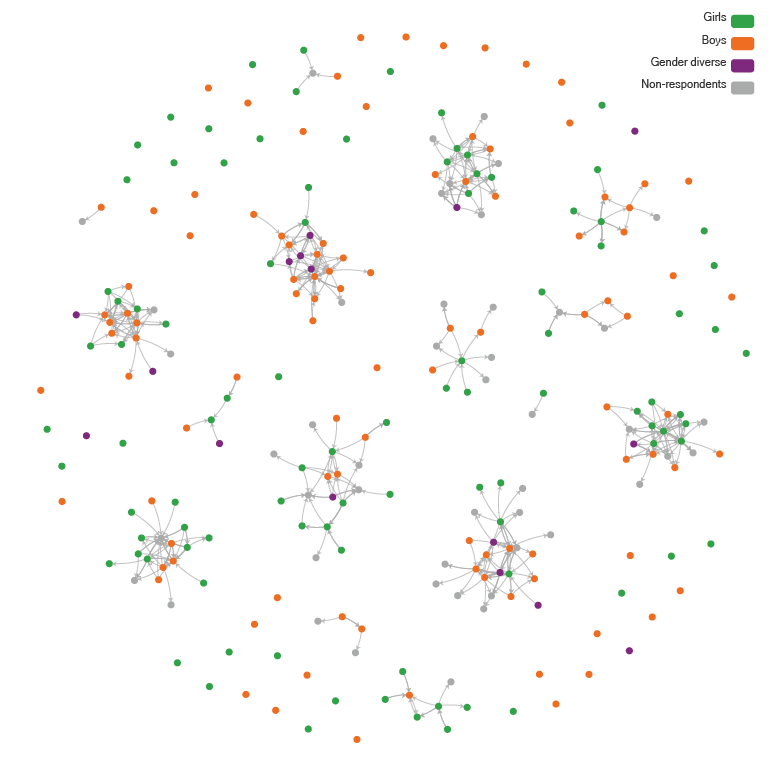 Girls
Boys
Gender diverse
Non-respondents